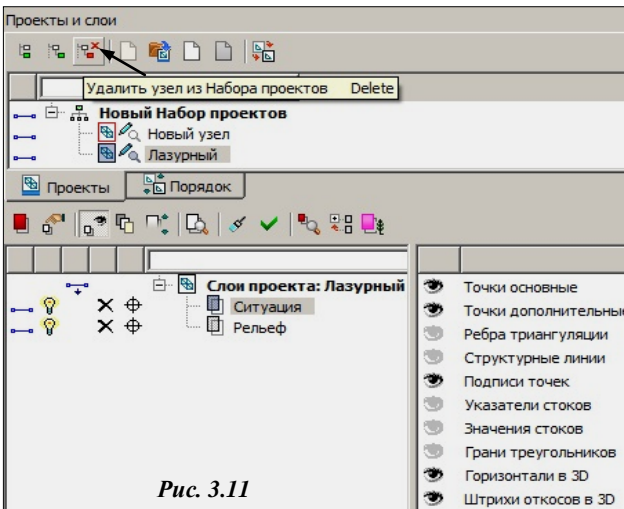 Проекты и слои
Удалить узел из Набора проектов Delete
Новый Набор проектов
Новый узел
Лазурный
Проекты Порядок
Слои проекта: Лазурный
Ситуация
Рельеф
Точки основные
Точки дополнительные
Ребра триангуляции
Структурные линии
Подписи точек
Указатели стоков
Значения стоков
Грани треугольников
Горизонтали в 3D
Штрихи откосов в 3D
Рис. 3.11